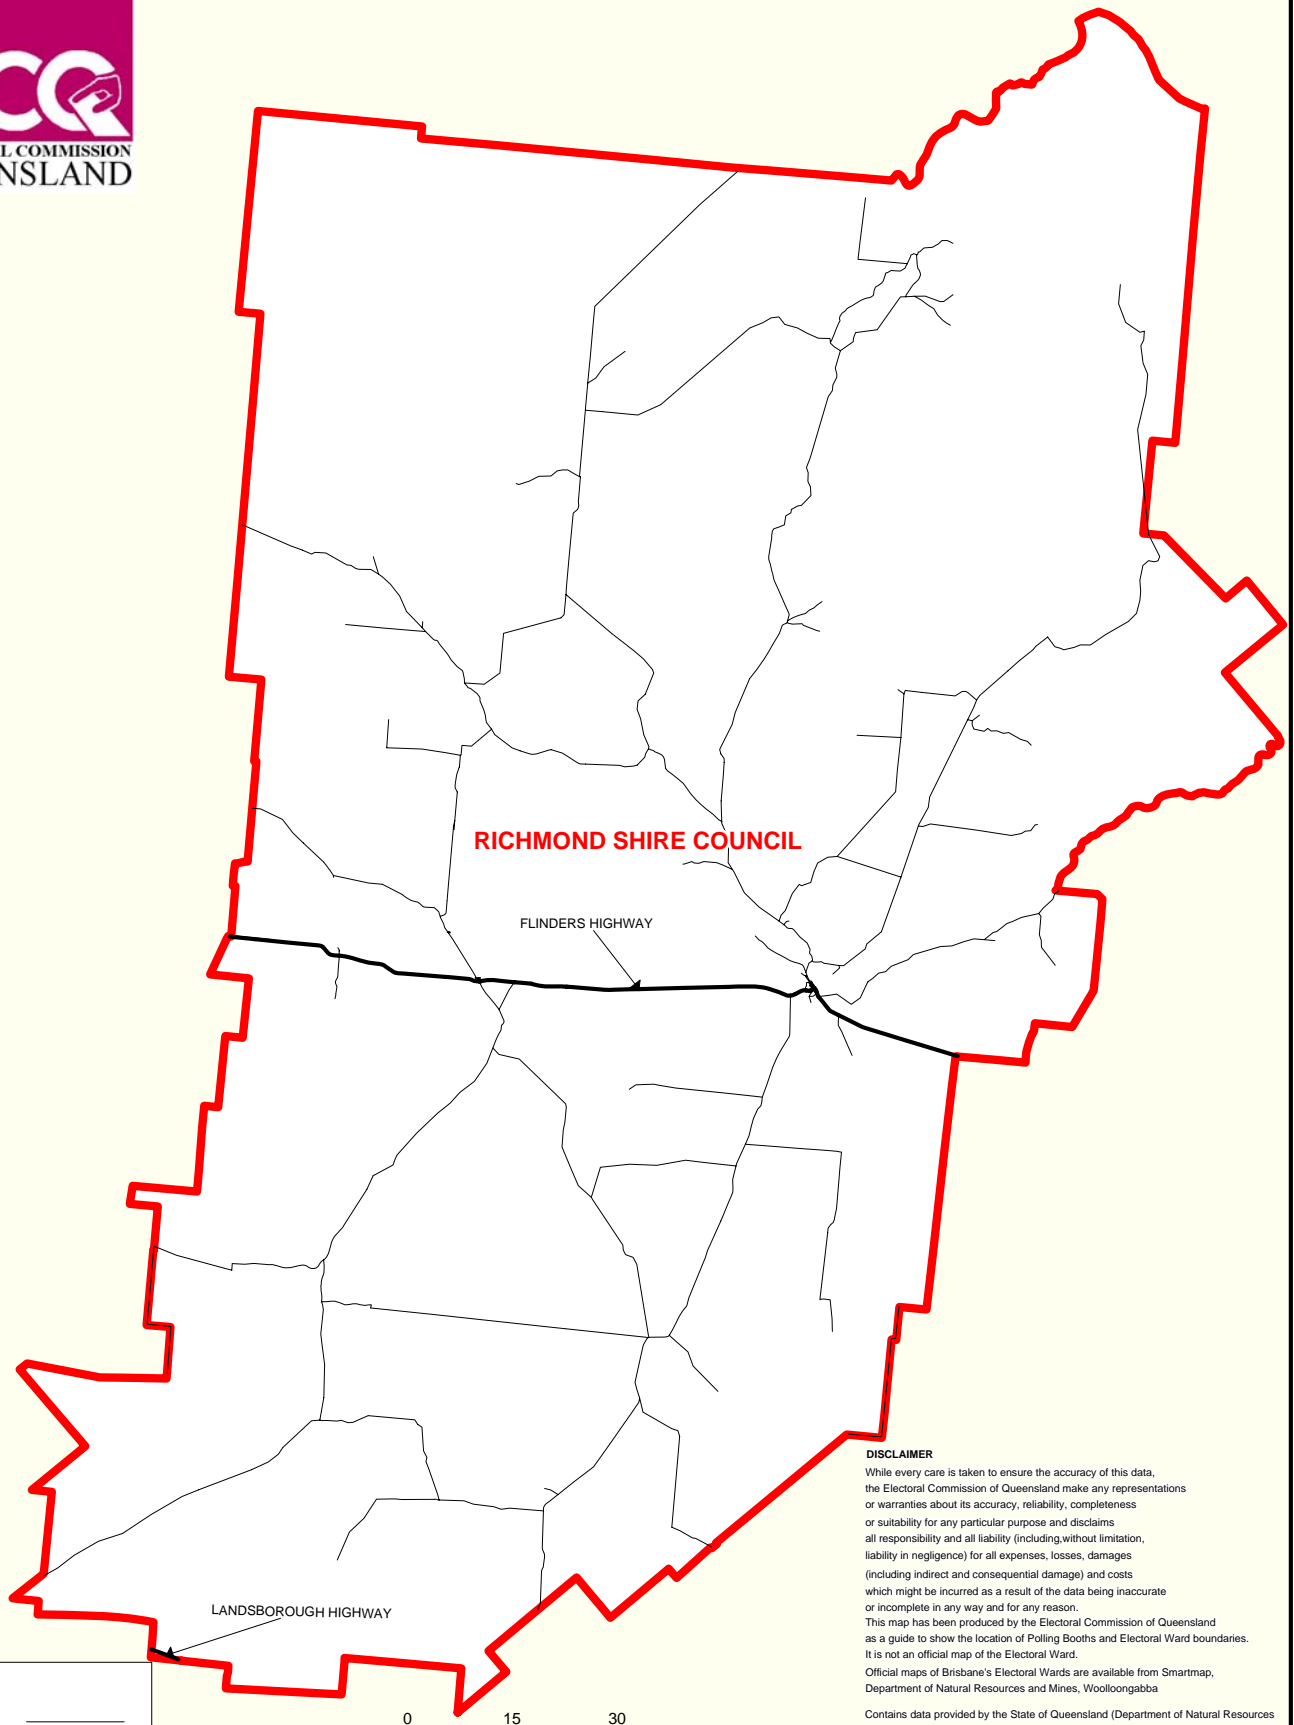 CQ
L COMMISSION
NSLAND
RICHMOND SHIRE COUNCIL
FLINDERS HIGHWAY
LANDSBOROUGH HIGHWAY
DISCLAIMER
While every care is taken to ensure the accuracy of this data,
the Electoral Commission of Queensland make any representations
or warranties about its accuracy, reliability, completeness
or suitability for any particular purpose and disclaims
all responsibility and all liability (including,without limitation,
liability in negligence) for all expenses, losses, damages
(including indirect and consequential damage) and costs
which might be incurred as a result of the data being inaccurate
or incomplete in any way and for any reason.
This map has been produced by the Electoral Commission of Queensland
as a guide to show the location of Polling Booths and Electoral Ward boundaries.
It is not an official map of the Electoral Ward.
Official maps of Brisbane's Electoral Wards are available from Smartmap,
Department of Natural Resources and Mines, Woolloongabba
Contains data provided by the State of Queensland (Department of Natural Resources
0 15 30